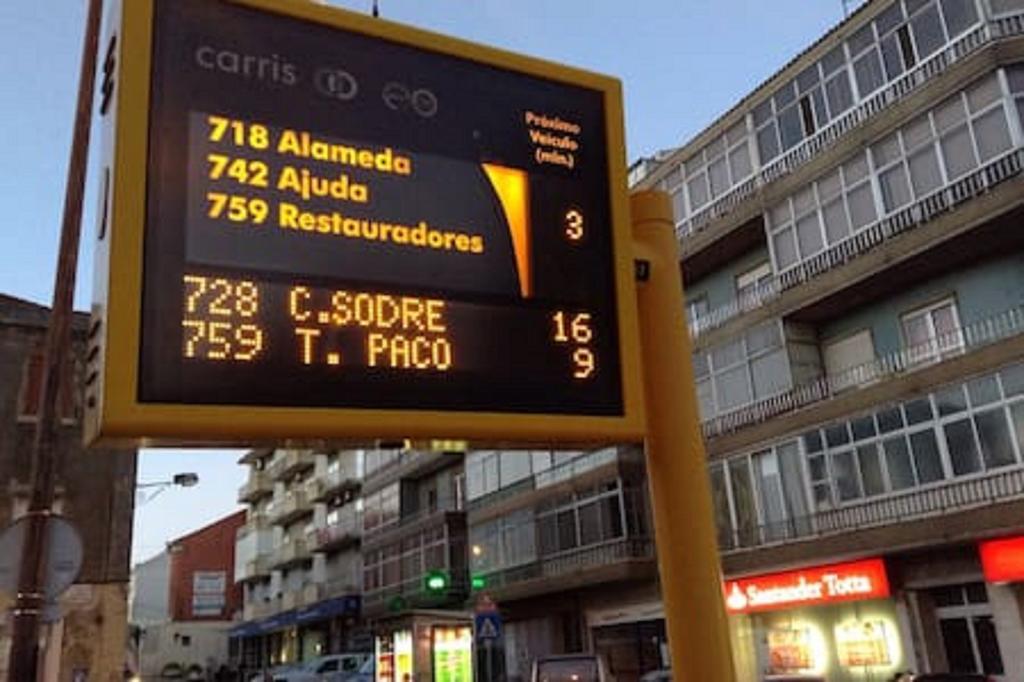 carris
Próximo
Veículo
(min.)
718 Alameda
742 Ajuda
759 Restauradores
3
728 C.SODRE 16
759 T. PACO 9
Santander Totta